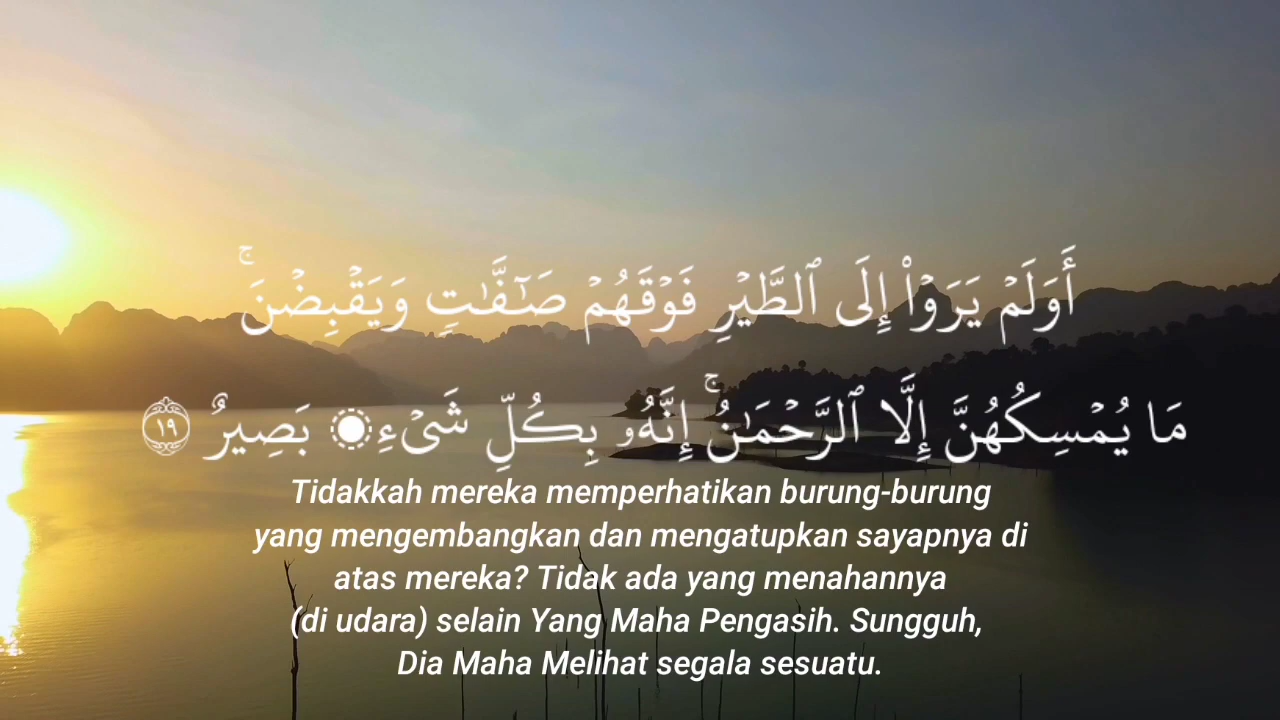 أَوَلَمۡ يَرَوۡاْ إِلَى ٱلطَّيۡرِ فَوۡقَهُمۡ صَـٰٓفَّـٰتٖ وَيَقۡبِضۡنَۚ
مَا يُمۡسِكُهُنَّ إِلَّا ٱلرَّحۡمَـٰنُۚ إِنَّهُۥ بِكُلِّ شَيۡءِۭ بَصِيرٌ ١٩
Tidakkah mereka memperhatikan burung-burung
yang mengembangkan dan mengatupkan sayapnya di
atas mereka? Tidak ada yang menahannya
(di udara) selain Yang Maha Pengasih. Sungguh,
Dia Maha Melihat segala sesuatu.